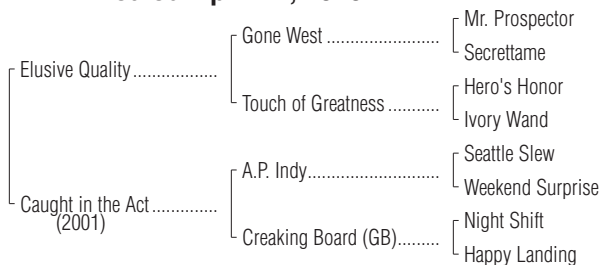 Mr. Prospector
Gone West
Secrettame
Elusive Quality
Hero's Honor
Touch of Greatness
Ivory Wand
Seattle Slew
A.P. Indy
Weekend Surprise
Caught in the Act
(2001)
Night Shift
Creaking Board (GB)
Happy Landing